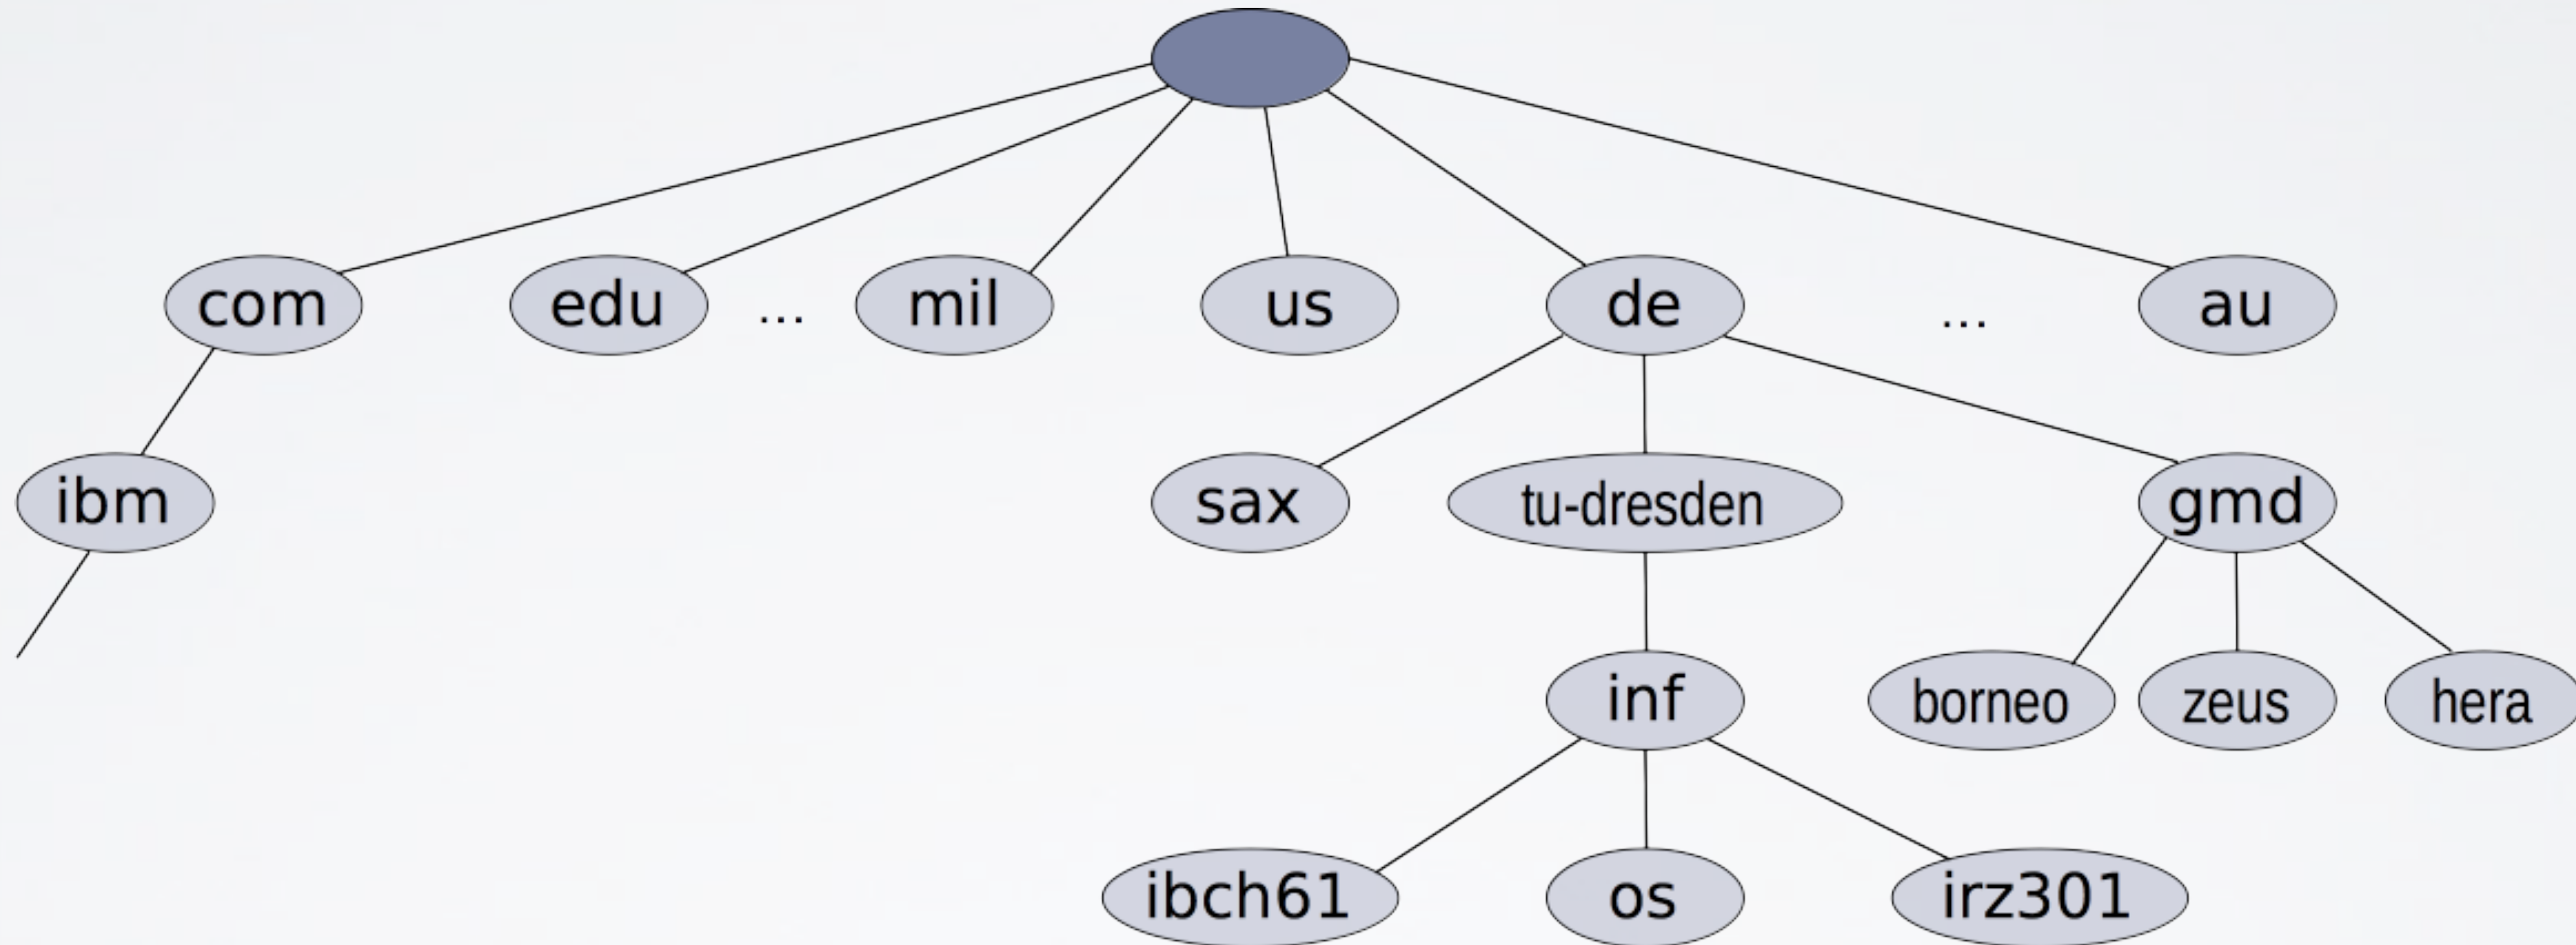 com edu ... mil us de ... au
ibm sax tu-dresden gmd
inf borneo zeus hera
ibch61 os irz301